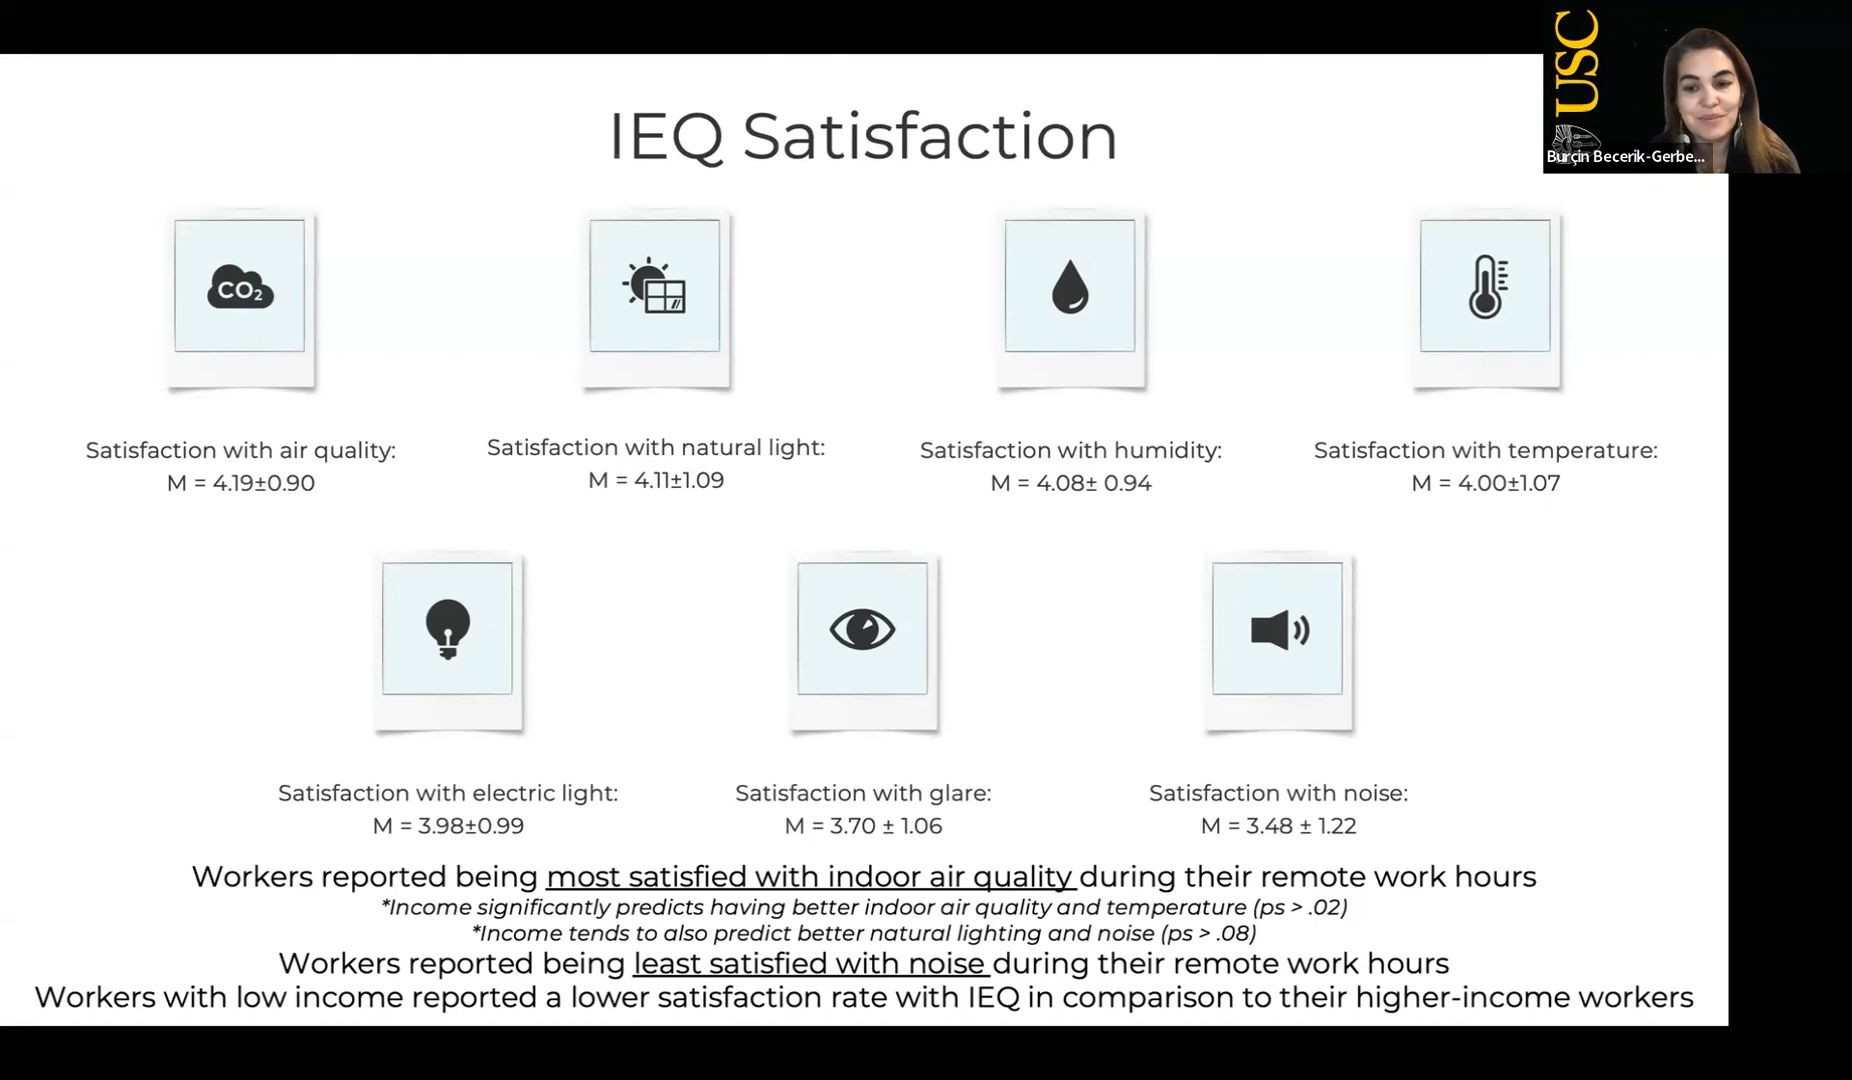 USC
Burçin Becerik-Gerbe...
IEQ Satisfaction
CO₂
Satisfaction with air quality:
M = 4.19±0.90
Satisfaction with natural light:
M = 4.11±1.09
Satisfaction with humidity:
M = 4.08± 0.94
Satisfaction with temperature:
M = 4.00±1.07
Satisfaction with electric light:
M = 3.98±0.99
Satisfaction with glare:
M = 3.70 ± 1.06
Satisfaction with noise:
M = 3.48 ± 1.22
Workers reported being most satisfied with indoor air quality during their remote work hours
*Income significantly predicts having better indoor air quality and temperature (ps > .02)
*Income tends to also predict better natural lighting and noise (ps > .08)
Workers reported being least satisfied with noise during their remote work hours
Workers with low income reported a lower satisfaction rate with IEQ in comparison to their higher-income workers